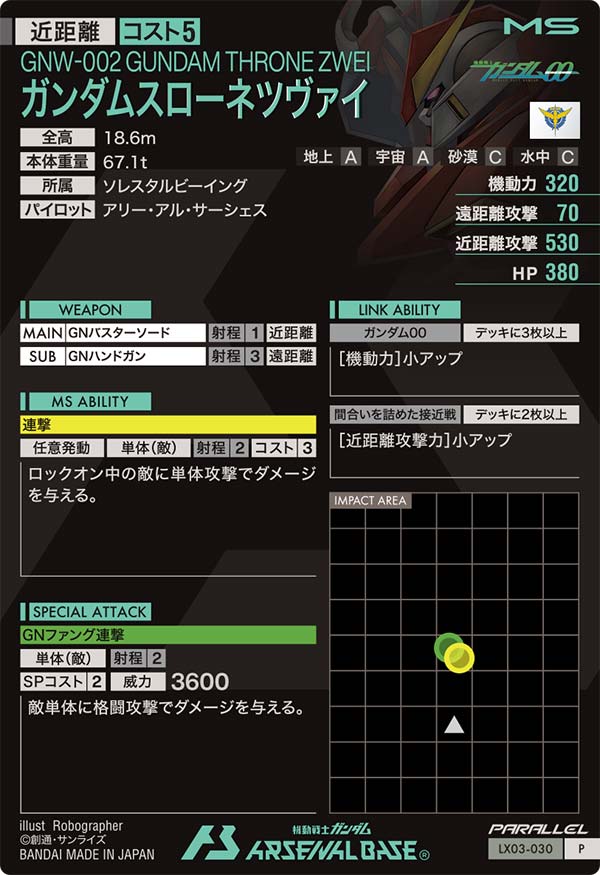 近距離 コスト5 MS
GNW-002 GUNDAM THRONE ZWEI
ガンダムスローネツヴァイ
ガンダム00
全高 18.6m
本体重量 67.1t
地上 A 宇宙 A 砂漠 C 水中 C
所属 ソレスタルビーイング
パイロット アリー・アル・サーシェス
機動力 320
遠距離攻撃 70
近距離攻撃 530
HP 380
WEAPON
MAIN GNバスターソード 射程 1 近距離
SUB GNハンドガン 射程 3 遠距離
MS ABILITY
連撃
任意発動 単体(敵) 射程 2 コスト 3
ロックオン中の敵に単体攻撃でダメージ
を与える。
SPECIAL ATTACK
GNファング連撃
単体(敵) 射程 2
SPコスト 2 威力 3600
敵単体に格闘攻撃でダメージを与える。
LINK ABILITY
ガンダム00 デッキに3枚以上
[機動力]小アップ
間合いを詰めた接近戦 デッキに2枚以上
[近距離攻撃力]小アップ
IMPACT AREA
illust Robographer
©創通・サンライズ
BANDAI MADE IN JAPAN
機動戦士ガンダム
AB ARSENAL BASE®
PARALLEL
LX03-030 P